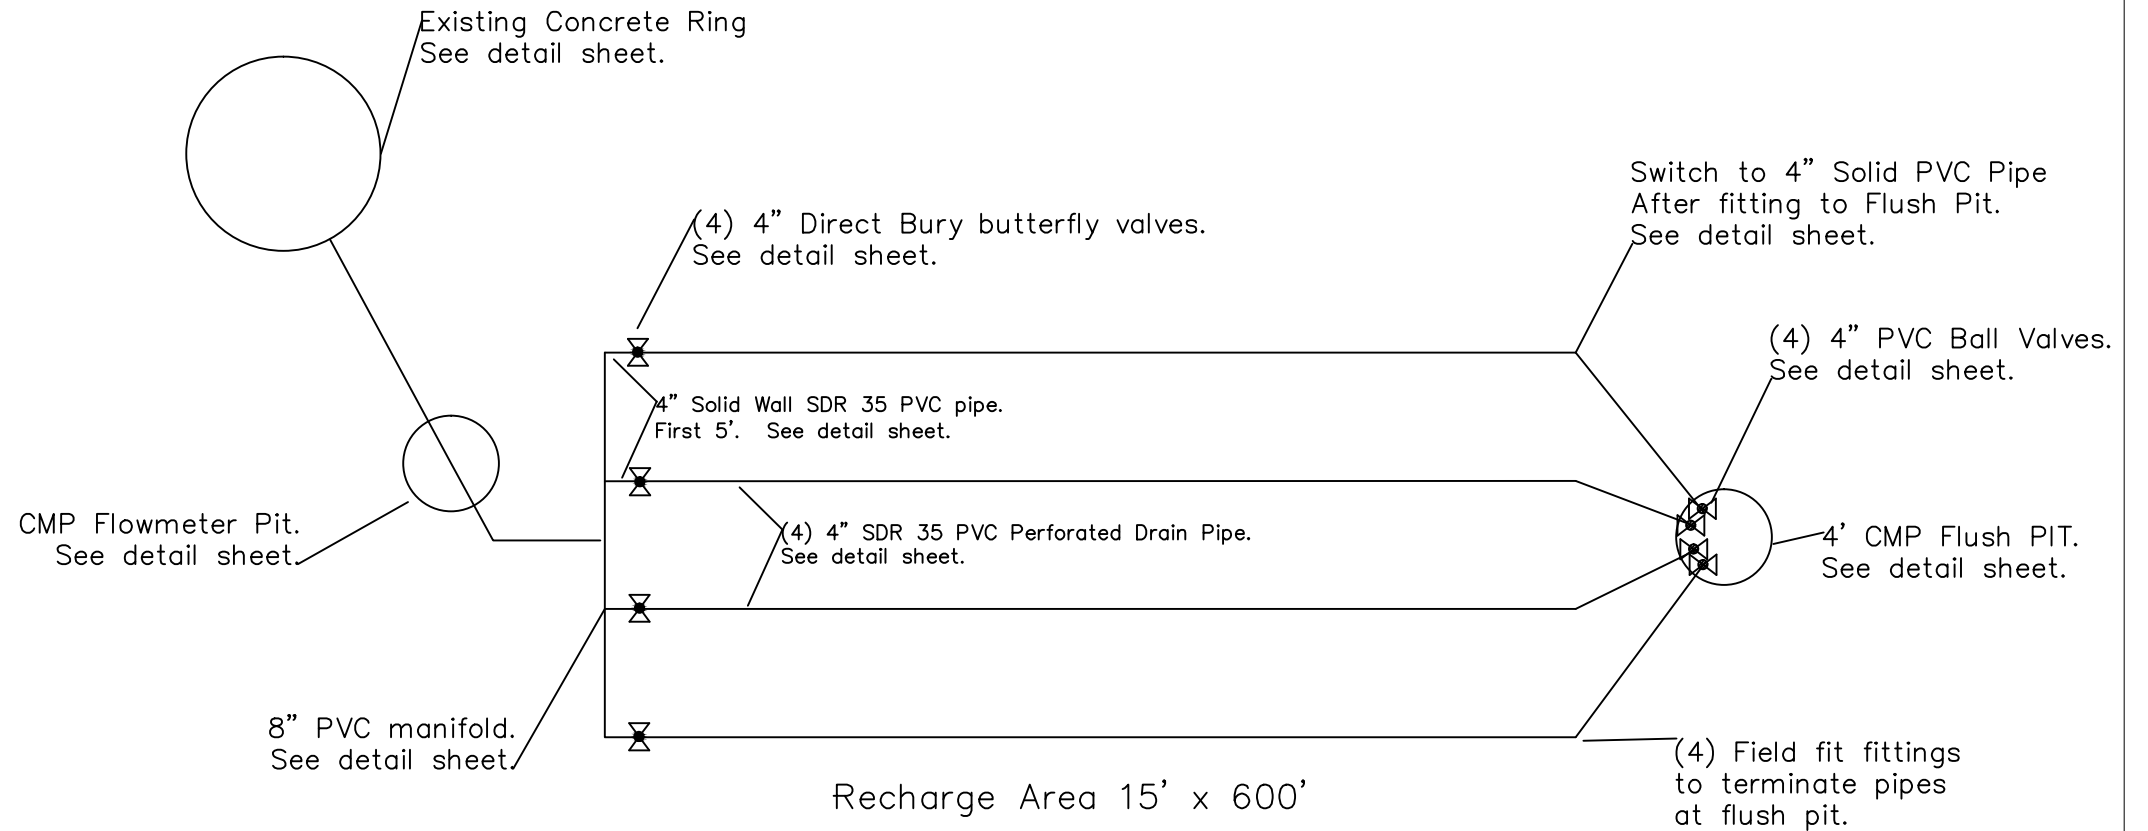 Existing Concrete Ring
See detail sheet.
(4) 4” Direct Bury butterfly valves.
See detail sheet.
Switch to 4” Solid PVC Pipe
After fitting to Flush Pit.
See detail sheet.
(4) 4” PVC Ball Valves.
See detail sheet.
4” Solid Wall SDR 35 PVC pipe.
First 5’. See detail sheet.
CMP Flowmeter Pit.
See detail sheet.
(4) 4” SDR 35 PVC Perforated Drain Pipe.
See detail sheet.
4’ CMP Flush PIT.
See detail sheet.
8” PVC manifold.
See detail sheet.
(4) Field fit fittings
to terminate pipes
at flush pit.
Recharge Area 15’ x 600’